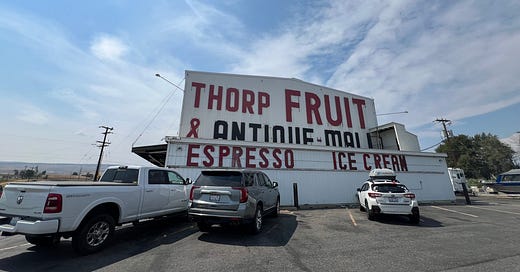 THORP FRUIT
& ANTIQUE-MAL
ESPRESSO ICE CREAM